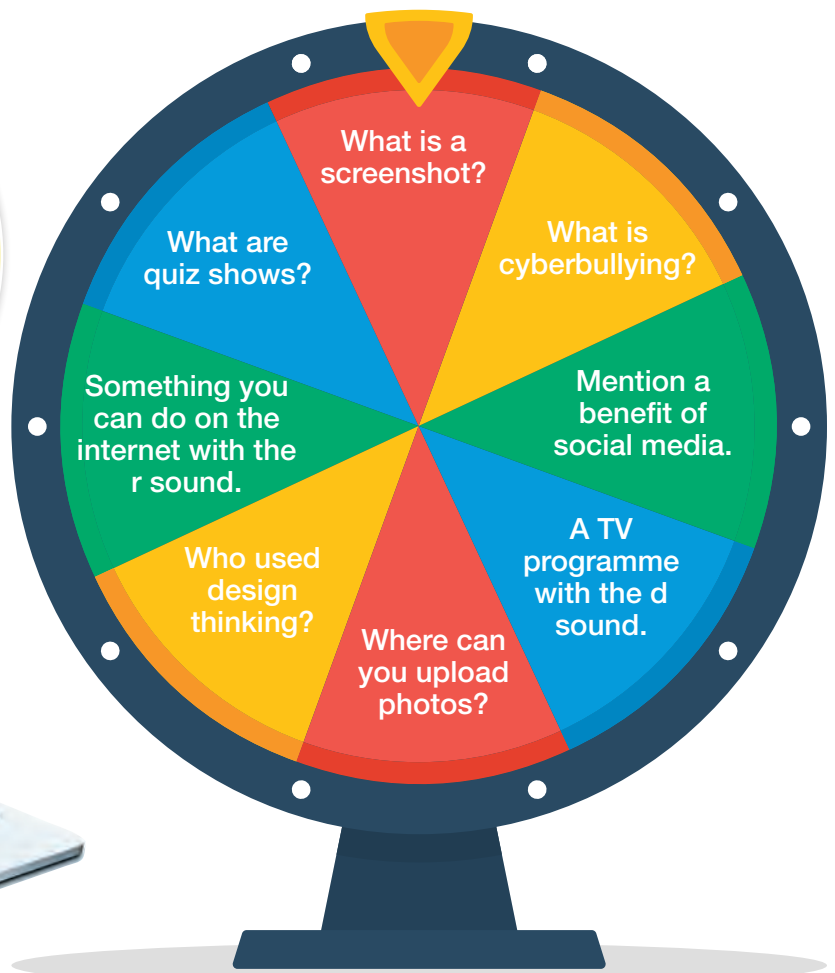 What is a
screenshot?
What is
cyberbullying?
Mention a
benefit of
social media.
A TV
programme
with the d
sound.
Where can
you upload
photos?
Who used
design
thinking?
Something you
can do on the
internet with the
r sound.
What are
quiz shows?